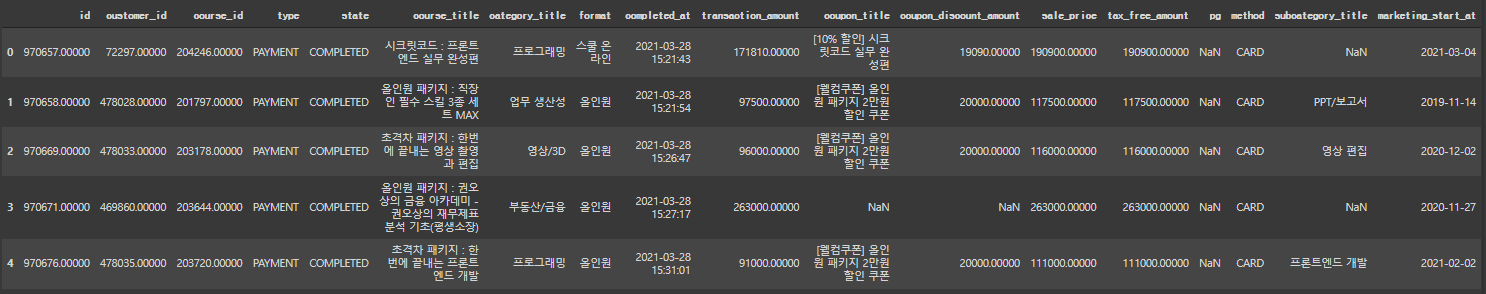 id customer_id course_id type state course_title category_title format completed_at transaction_amount coupon_title coupon_discount_amount sale_price tax_free_amount pg method subcategory_title marketing_start_at
0 970657.00000 72297.00000 204246.00000 PAYMENT COMPLETED 시크릿코드 : 프론트엔드 실무 완성편 프로그래밍 스쿨 온라인 2021-03-28 15:21:43 171810.00000 [10% 할인] 시크릿코드 실무 완성편 19090.00000 190900.00000 190900.00000 NaN CARD NaN 2021-03-04
1 970658.00000 478028.00000 201797.00000 PAYMENT COMPLETED 올인원 패키지 : 직장인 필수 스킬 3종 세트 MAX 업무 생산성 올인원 2021-03-28 15:21:54 97500.00000 [웰컴쿠폰] 올인원 패키지 2만원 할인 쿠폰 20000.00000 117500.00000 117500.00000 NaN CARD PPT/보고서 2019-11-14
2 970669.00000 478033.00000 203178.00000 PAYMENT COMPLETED 초격차 패키지 : 한번에 끝내는 영상 촬영과 편집 영상/3D 올인원 2021-03-28 15:26:47 96000.00000 [웰컴쿠폰] 올인원 패키지 2만원 할인 쿠폰 20000.00000 116000.00000 116000.00000 NaN CARD 영상 편집 2020-12-02
3 970671.00000 469860.00000 203644.00000 PAYMENT COMPLETED 올인원 패키지 : 권오상의 금융 아카데미 - 권오상의 재무제표 분석 기초(평생소장) 부동산/금융 올인원 2021-03-28 15:27:17 263000.00000 NaN NaN 263000.00000 263000.00000 NaN CARD NaN 2020-11-27
4 970676.00000 478035.00000 203720.00000 PAYMENT COMPLETED 초격차 패키지 : 한번에 끝내는 프론트엔드 개발 프로그래밍 올인원 2021-03-28 15:31:01 91000.00000 [웰컴쿠폰] 올인원 패키지 2만원 할인 쿠폰 20000.00000 111000.00000 111000.00000 NaN CARD 프론트엔드 개발 2021-02-02